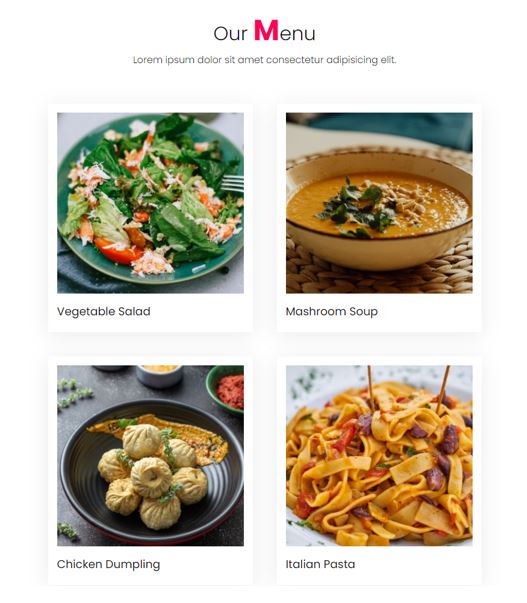 Our Menu
Lorem ipsum dolor sit amet consectetur adipisicing elit.
Vegetable Salad
Mashroom Soup
Chicken Dumpling
Italian Pasta